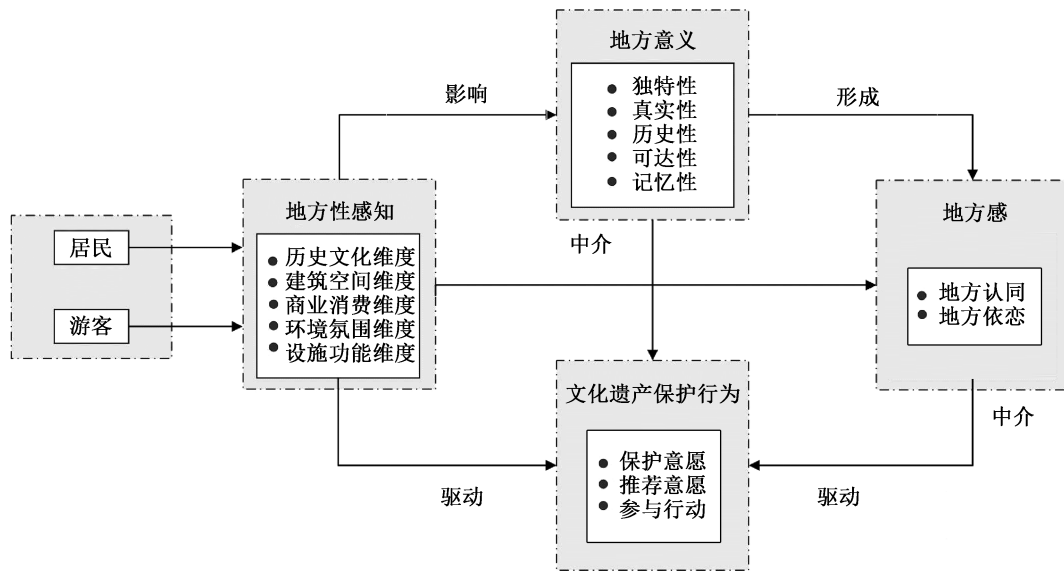 地方意义
独特性
真实性
历史性
可达性
记忆性
影响
形成
居民
游客
地方性感知
历史文化维度
建筑空间维度
商业消费维度
环境氛围维度
设施功能维度
中介
地方感
地方认同
地方依恋
文化遗产保护行为
保护意愿
推荐意愿
参与行动
中介
驱动
驱动